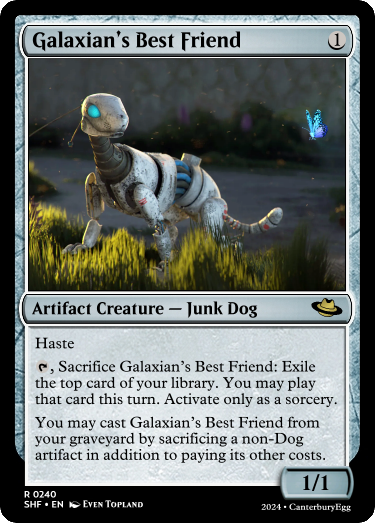 Galaxian's Best Friend 1
Artifact Creature — Junk Dog
Haste
, Sacrifice Galaxian's Best Friend: Exile
the top card of your library. You may play
that card this turn. Activate only as a sorcery.
You may cast Galaxian's Best Friend from
your graveyard by sacrificing a non-Dog
artifact in addition to paying its other costs.
1/1
R 0240
SHF • EN Even Topland
2024 • CanterburyEgg